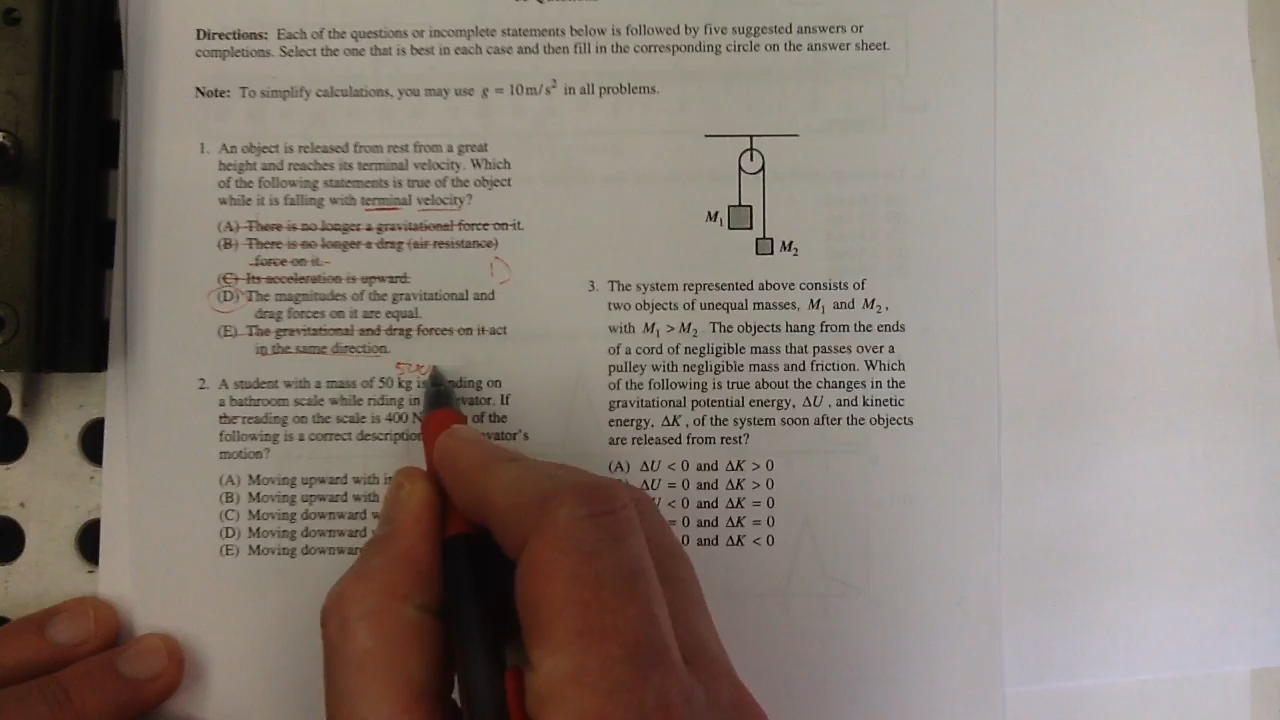 Directions: Each of the questions or incomplete statements below is followed by five suggested answers or
completions. Select the one that is best in each case and then fill in the corresponding circle on the answer sheet.
Note: To simplify calculations, you may use g = 10 m/s² in all problems.
1. An object is released from rest from a great
height and reaches its terminal velocity. Which
of the following statements is true of the object
while it is falling with terminal velocity?
(A) There is no longer a gravitational force on it.
(B) There is no longer a drag (air resistance)
force on it.
(C) Its acceleration is upward.
D
(D) The magnitudes of the gravitational and
drag forces on it are equal.
(E) The gravitational and drag forces on it act
in the same direction.
2. A student with a mass of 50 kg is on
a bathroom scale while riding in If
the reading on the scale is 400 of the
following is a correct description
motion?
(A) Moving upward with
(B) Moving upward with
(C) Moving downward
(D) Moving downward
(E) Moving
M₁
M₂
3. The system represented above consists of
two objects of unequal masses, M₁ and M₂,
with M₁ > M₂. The objects hang from the ends
of a cord of negligible mass that passes over a
pulley with negligible mass and friction. Which
of the following is true about the changes in the
gravitational potential energy, ΔU, and kinetic
energy, ΔK, of the system soon after the objects
are released from rest?
(A) ΔU < 0 and ΔK > 0
ΔU = 0 and ΔK > 0
< 0 and ΔK = 0
= 0 and ΔK = 0
0 and ΔK < 0